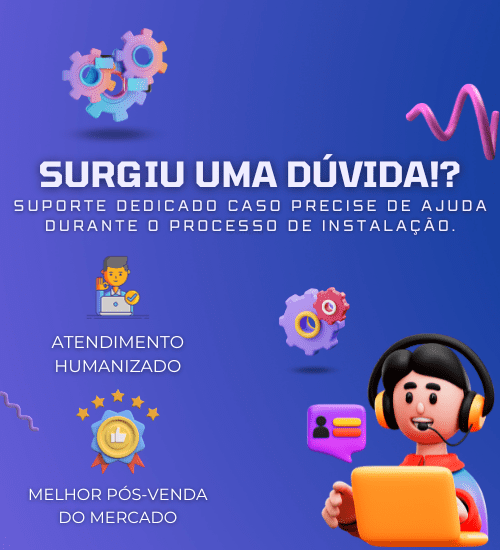 SURGIU UMA DÚVIDA!?
SUPORTE DEDICADO CASO PRECISE DE AJUDA
DURANTE O PROCESSO DE INSTALAÇÃO.
ATENDIMENTO
HUMANIZADO
MELHOR PÓS-VENDA
DO MERCADO